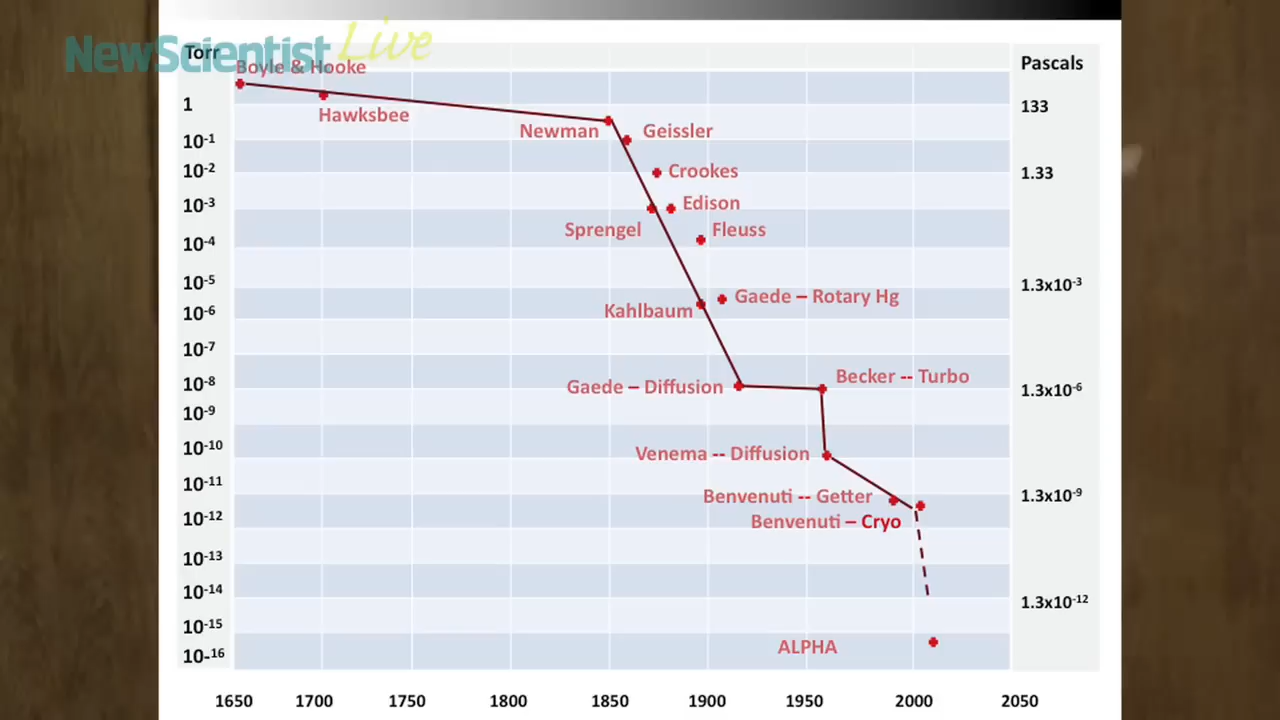 NewScientist Live
Torr
Pascals
Boyle & Hooke
1
133
Hawksbee
Newman
Geissler
10-1
10-2
Crookes
1.33
10-3
Edison
Sprengel
Fleuss
10-4
10-5
1.3x10-3
Gaede – Rotary Hg
Kahlbaum
10-6
10-7
Becker -- Turbo
10-8
Gaede – Diffusion
1.3x10-6
10-9
10-10
Venema -- Diffusion
10-11
Benvenuti -- Getter
1.3x10-9
10-12
Benvenuti – Cryo
10-13
10-14
1.3x10-12
10-15
ALPHA
10-16
1650 1700 1750 1800 1850 1900 1950 2000 2050